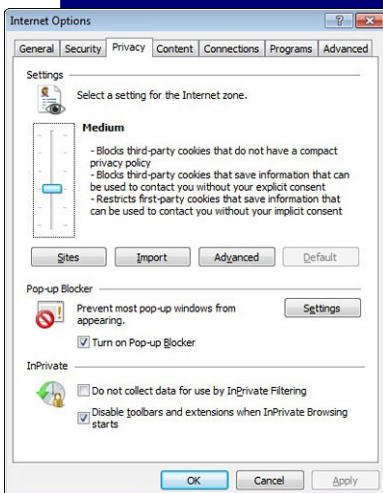 Internet Options
General Security Privacy Content Connections Programs Advanced
Settings
Select a setting for the Internet zone.
Medium
- Blocks third-party cookies that do not have a compact
privacy policy
- Blocks third-party cookies that save information that can
be used to contact you without your explicit consent
- Restricts first-party cookies that save information that
can be used to contact you without your implicit consent
Sites Import Advanced Default
Pop-up Blocker
Prevent most pop-up windows from
appearing.
Settings
Turn on Pop-up Blocker
InPrivate
Do not collect data for use by InPrivate Filtering
Disable toolbars and extensions when InPrivate Browsing
starts
OK Cancel Apply